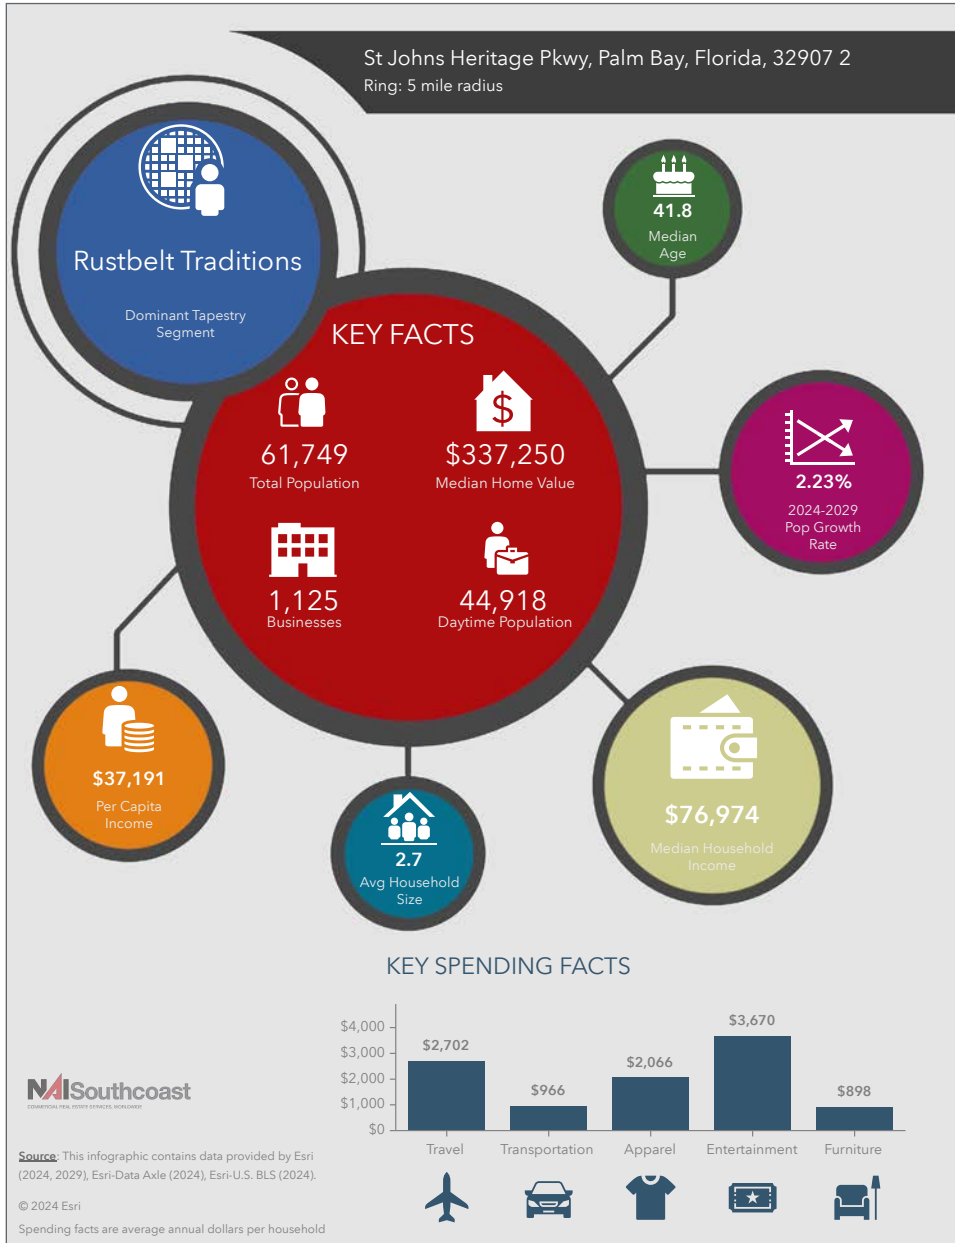 St Johns Heritage Pkwy, Palm Bay, Florida, 32907 2
Ring: 5 mile radius
Rustbelt Traditions
Dominant Tapestry
Segment
41.8
Median
Age
KEY FACTS
61,749
Total Population
$337,250
Median Home Value
1,125
Businesses
44,918
Daytime Population
2.23%
2024-2029
Pop Growth
Rate
$37,191
Per Capita
Income
2.7
Avg Household
Size
$76,974
Median Household
Income
KEY SPENDING FACTS
$4,000
$3,000
$2,000
$1,000
$0
$2,702
$966
$2,066
$3,670
$898
Travel
Transportation
Apparel
Entertainment
Furniture
NAISouthcoast
COMMERCIAL REAL ESTATE SERVICES, WORLDWIDE
Source: This infographic contains data provided by Esri
(2024, 2029), Esri-Data Axle (2024), Esri-U.S. BLS (2024).
© 2024 Esri
Spending facts are average annual dollars per household